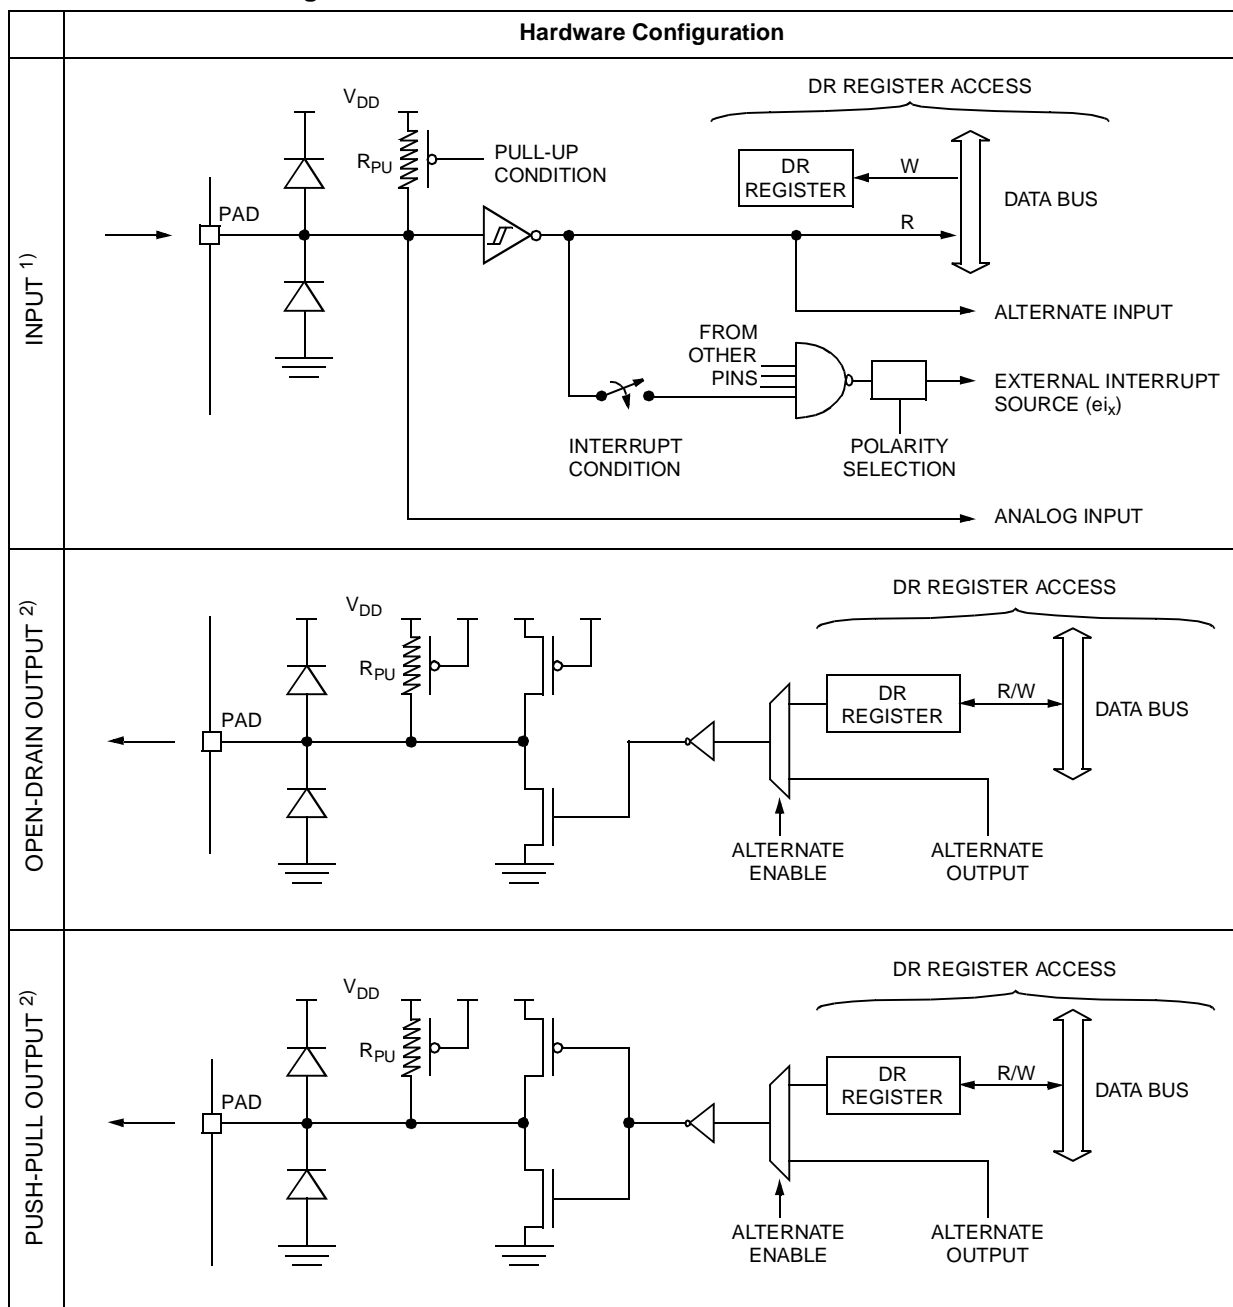 Hardware Configuration
INPUT 1)
DR REGISTER ACCESS
VDD
RPU
PULL-UP
CONDITION
DR
REGISTER
W
DATA BUS
PAD
R
ALTERNATE INPUT
FROM
OTHER
PINS
EXTERNAL INTERRUPT
SOURCE (eix)
INTERRUPT
CONDITION
POLARITY
SELECTION
ANALOG INPUT
OPEN-DRAIN OUTPUT 2)
DR REGISTER ACCESS
VDD
RPU
DR
REGISTER
R/W
DATA BUS
PAD
ALTERNATE
ENABLE
ALTERNATE
OUTPUT
PUSH-PULL OUTPUT 2)
DR REGISTER ACCESS
VDD
RPU
DR
REGISTER
R/W
DATA BUS
PAD
ALTERNATE
ENABLE
ALTERNATE
OUTPUT